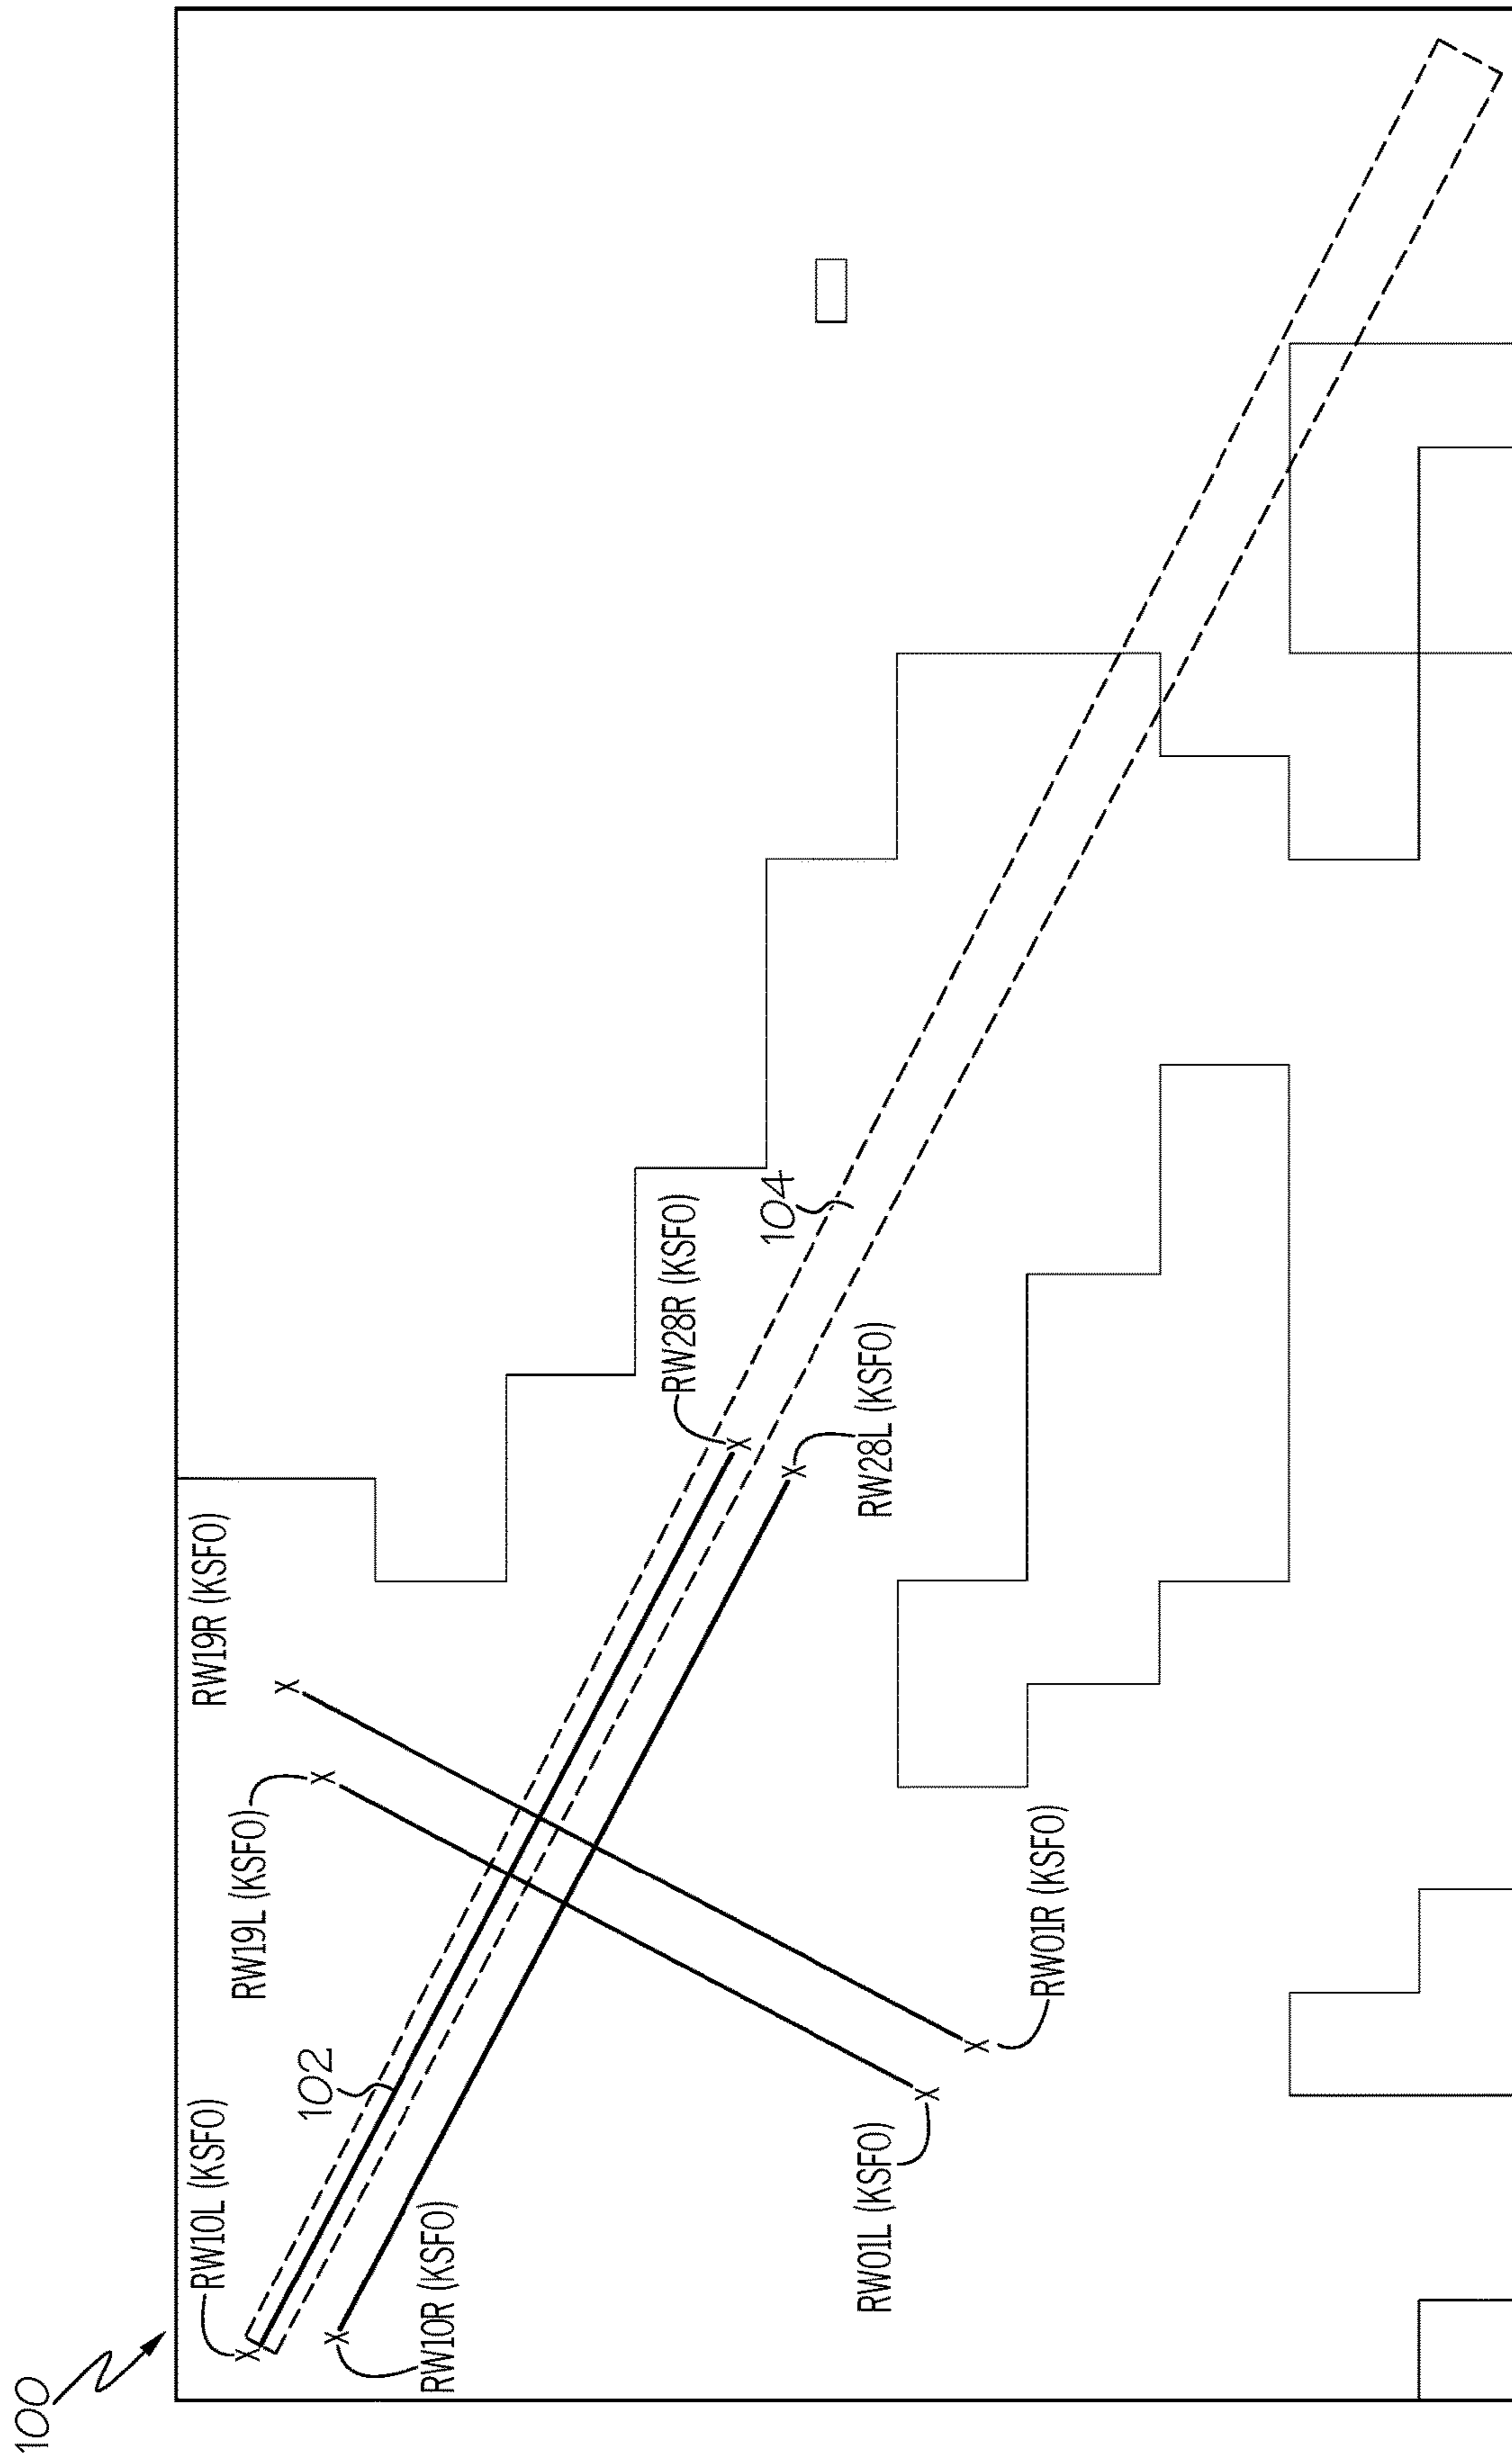 100
RW10L (KSFO)
RW10R (KSFO)
102
RW19L (KSFO)
RW19R (KSFO)
RW01L (KSFO)
RW01R (KSFO)
RW28R (KSFO)
RW28L (KSFO)
104